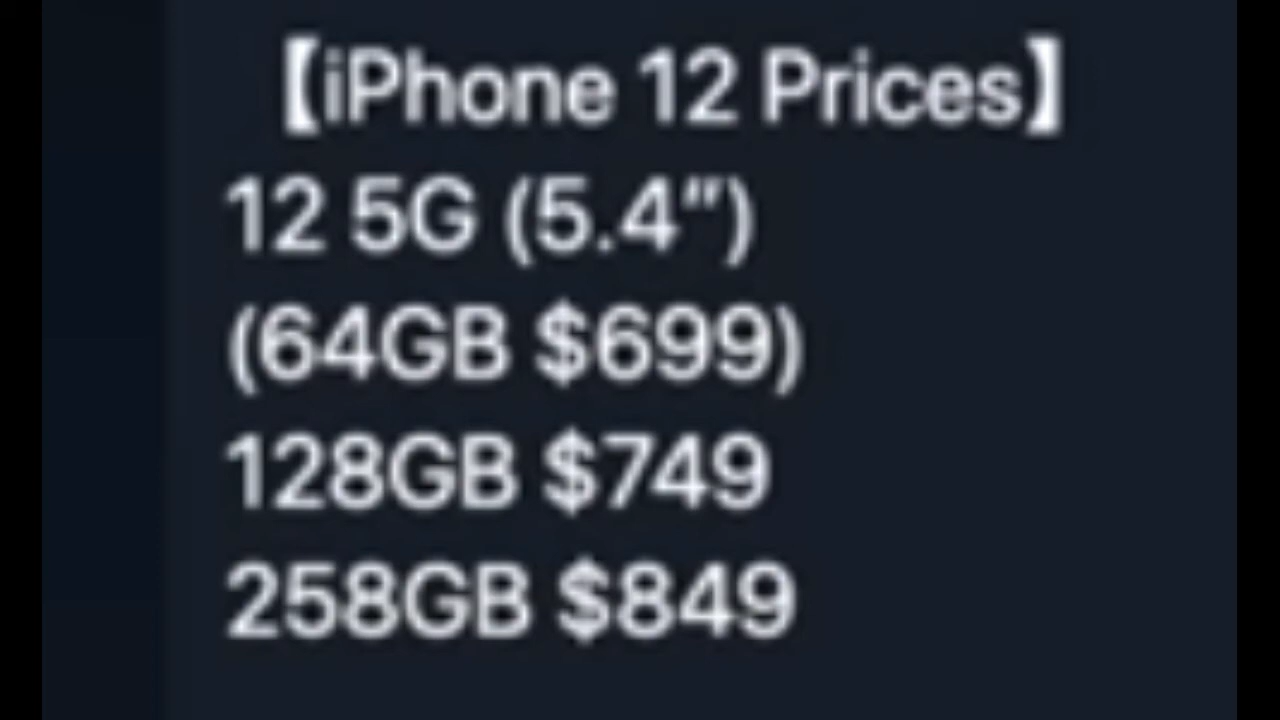 【iPhone 12 Prices】
12 5G (5.4")
(64GB $699)
128GB $749
258GB $849